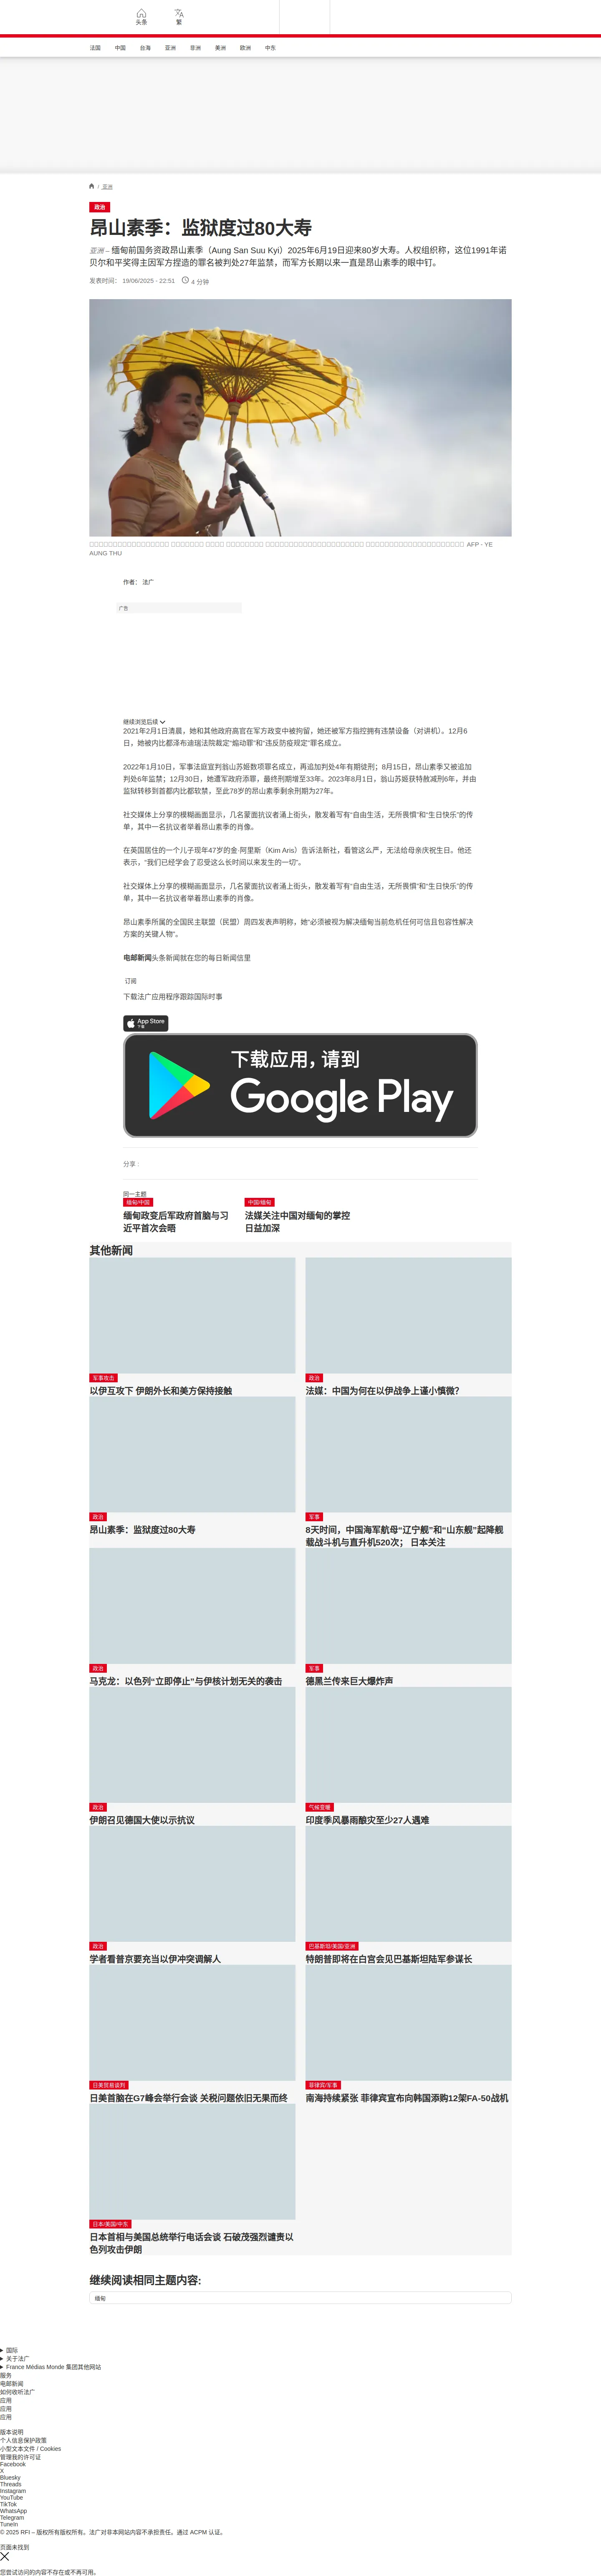 头条
繁
法国 中国 台海 亚洲 非洲 美洲 欧洲 中东
/ 亚洲
政治
昂山素季：监狱度过80大寿
亚洲 – 缅甸前国务资政昂山素季（Aung San Suu Kyi）2025年6月19日迎来80岁大寿。人权组织称，这位1991年诺
贝尔和平奖得主因军方捏造的罪名被判处27年监禁，而军方长期以来一直是昂山素季的眼中钉。
发表时间： 19/06/2025 - 22:51 4 分钟
AFP - YE
AUNG THU
作者： 法广
广告
继续浏览后续
2021年2月1日清晨，她和其他政府高官在军方政变中被拘留，她还被军方指控拥有违禁设备（对讲机）。12月6
日，她被内比都泽布迪瑞法院裁定“煽动罪”和“违反防疫规定”罪名成立。
2022年1月10日，军事法庭宣判翁山苏姬数项罪名成立，再追加判处4年有期徒刑；8月15日，昂山素季又被追加
判处6年监禁；12月30日，她遭军政府添罪，最终刑期增至33年。2023年8月1日，翁山苏姬获特赦减刑6年，并由
监狱转移到首都内比都软禁，至此78岁的昂山素季剩余刑期为27年。
社交媒体上分享的模糊画面显示，几名蒙面抗议者涌上街头，散发着写有“自由生活，无所畏惧”和“生日快乐”的传
单，其中一名抗议者举着昂山素季的肖像。
在英国居住的一个儿子现年47岁的金·阿里斯（Kim Aris）告诉法新社，看管这么严，无法给母亲庆祝生日。他还
表示，“我们已经学会了忍受这么长时间以来发生的一切”。
社交媒体上分享的模糊画面显示，几名蒙面抗议者涌上街头，散发着写有“自由生活，无所畏惧”和“生日快乐”的传
单，其中一名抗议者举着昂山素季的肖像。
昂山素季所属的全国民主联盟（民盟）周四发表声明称，她“必须被视为解决缅甸当前危机任何可信且包容性解决
方案的关键人物”。
电邮新闻头条新闻就在您的每日新闻信里
订阅
下载法广应用程序跟踪国际时事
App Store
下载
下载应用，请到
Google Play
分享 :
同一主题
缅甸/中国
缅甸政变后军政府首脑与习
近平首次会晤
中国/缅甸
法媒关注中国对缅甸的掌控
日益加深
其他新闻
军事攻击
以伊互攻下 伊朗外长和美方保持接触
政治
法媒：中国为何在以伊战争上谨小慎微?
政治
昂山素季：监狱度过80大寿
军事
8天时间，中国海军航母“辽宁舰”和“山东舰”起降舰
载战斗机与直升机520次； 日本关注
政治
马克龙：以色列“立即停止”与伊核计划无关的袭击
军事
德黑兰传来巨大爆炸声
政治
伊朗召见德国大使以示抗议
气候变暖
印度季风暴雨酿灾至少27人遇难
政治
学者看普京要充当以伊冲突调解人
巴基斯坦/美国/亚洲
特朗普即将在白宫会见巴基斯坦陆军参谋长
日美贸易谈判
日美首脑在G7峰会举行会谈 关税问题依旧无果而终
菲律宾/军事
南海持续紧张 菲律宾宣布向韩国添购12架FA-50战机
日本/美国/中东
日本首相与美国总统举行电话会谈 石破茂强烈谴责以
色列攻击伊朗
继续阅读相同主题内容:
缅甸
国际
关于法广
France Médias Monde 集团其他网站
服务
电邮新闻
如何收听法广
应用
应用
应用
版本说明
个人信息保护政策
小型文本文件 / Cookies
管理我的许可证
Facebook
X
Bluesky
Threads
Instagram
YouTube
TikTok
WhatsApp
Telegram
TuneIn
© 2025 RFI – 版权所有版权所有。法广对非本网站内容不承担责任。通过 ACPM 认证。
页面未找到
您尝试访问的内容不存在或不再可用。